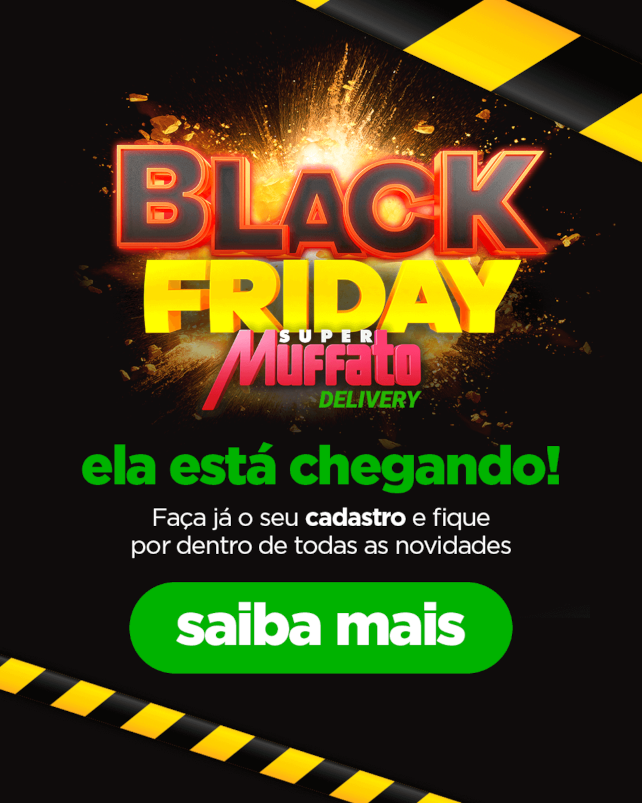 BLACK
FRIDAY
SUPER
Muffato
DELIVERY
ela está chegando!
Faça já o seu cadastro e fique
por dentro de todas as novidades
saiba mais